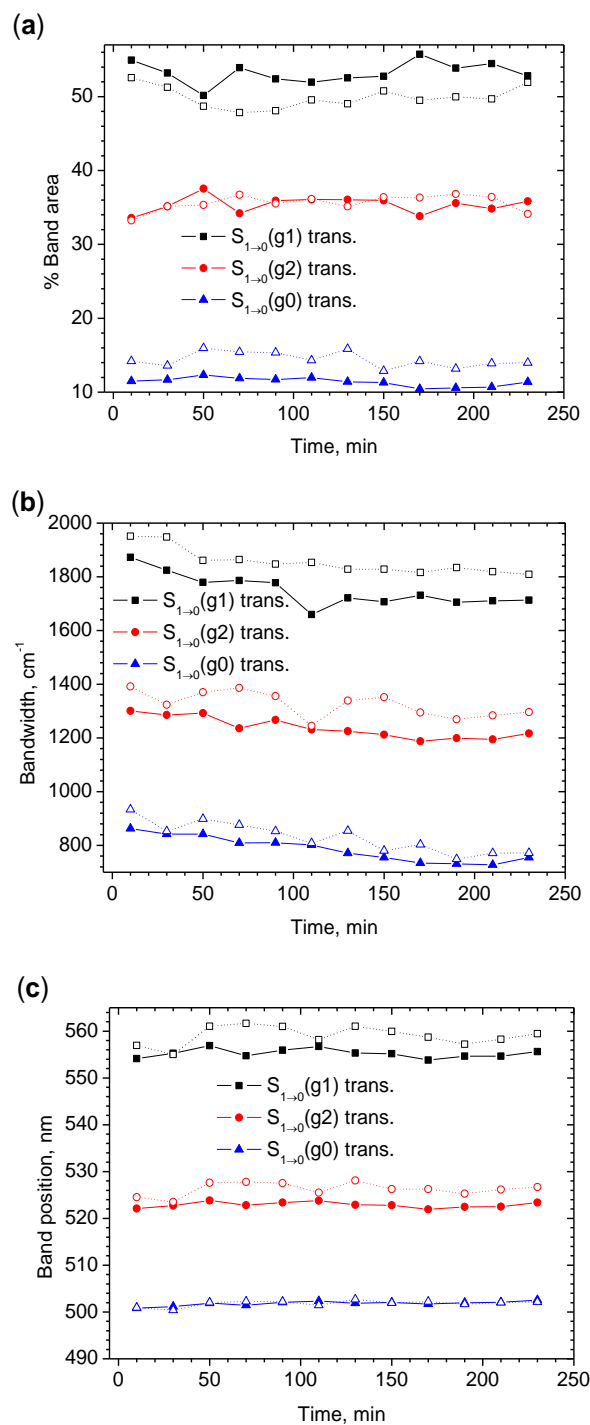 (a)
50
40
30
20
10
% Band area
S1→0(g1) trans.
S1→0(g2) trans.
S1→0(g0) trans.
0 50 100 150 200 250
Time, min
(b)
2000
1800
1600
1400
1200
1000
800
Bandwidth, cm-1
S1→0(g1) trans.
S1→0(g2) trans.
S1→0(g0) trans.
0 50 100 150 200 250
Time, min
(c)
560
550
540
530
520
510
500
490
Band position, nm
S1→0(g1) trans.
S1→0(g2) trans.
S1→0(g0) trans.
0 50 100 150 200 250
Time, min